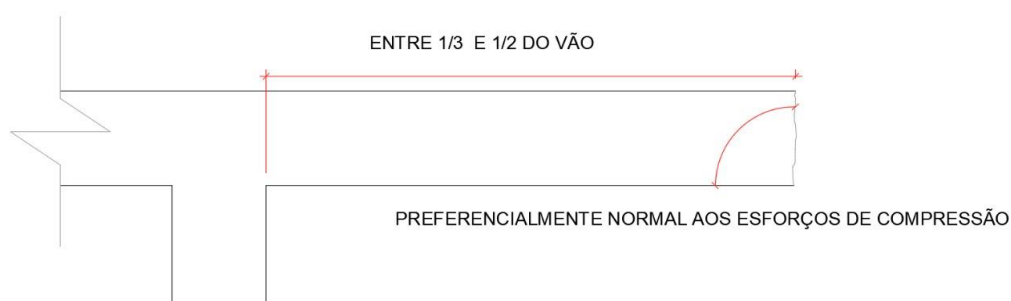 ENTRE 1/3 E 1/2 DO VÃO
PREFERENCIALMENTE NORMAL AOS ESFORÇOS DE COMPRESSÃO